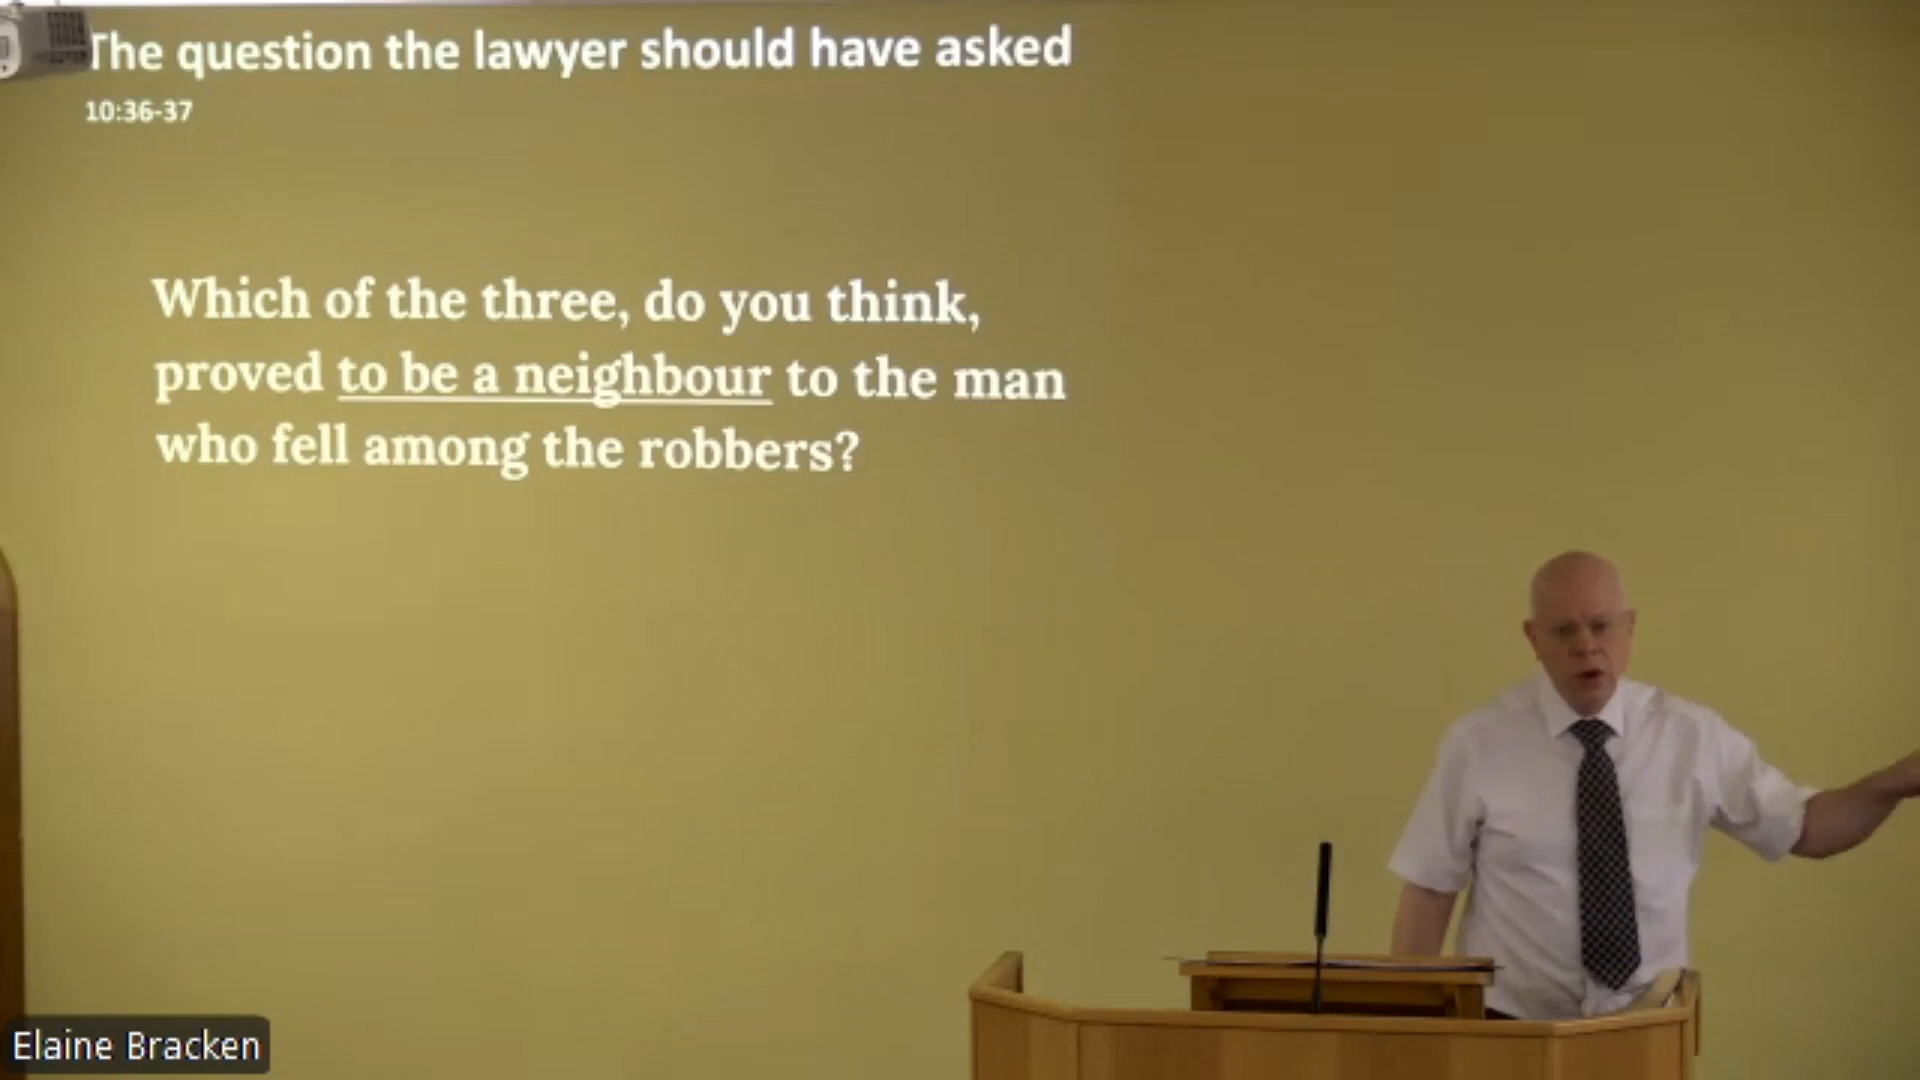 The question the lawyer should have asked
10:36-37
Which of the three, do you think,
proved to be a neighbour to the man
who fell among the robbers?
Elaine Bracken